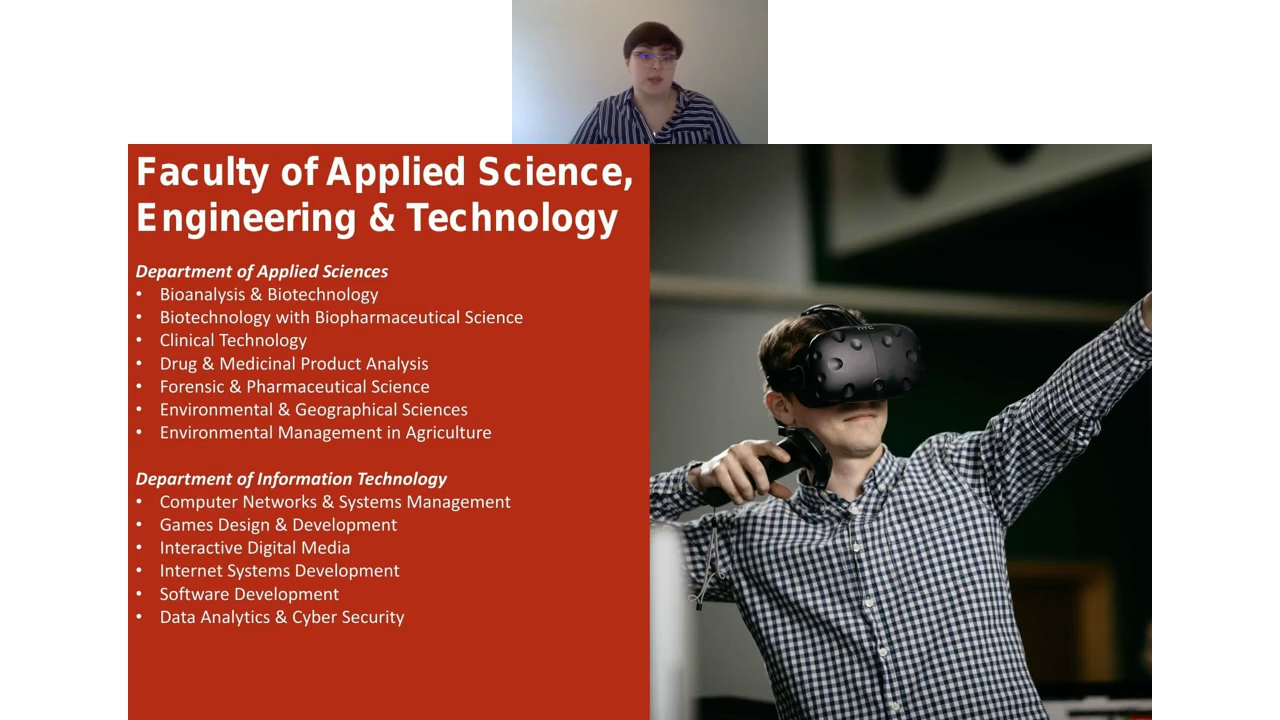 Faculty of Applied Science,
Engineering & Technology
Department of Applied Sciences
• Bioanalysis & Biotechnology
• Biotechnology with Biopharmaceutical Science
• Clinical Technology
• Drug & Medicinal Product Analysis
• Forensic & Pharmaceutical Science
• Environmental & Geographical Sciences
• Environmental Management in Agriculture
Department of Information Technology
• Computer Networks & Systems Management
• Games Design & Development
• Interactive Digital Media
• Internet Systems Development
• Software Development
• Data Analytics & Cyber Security